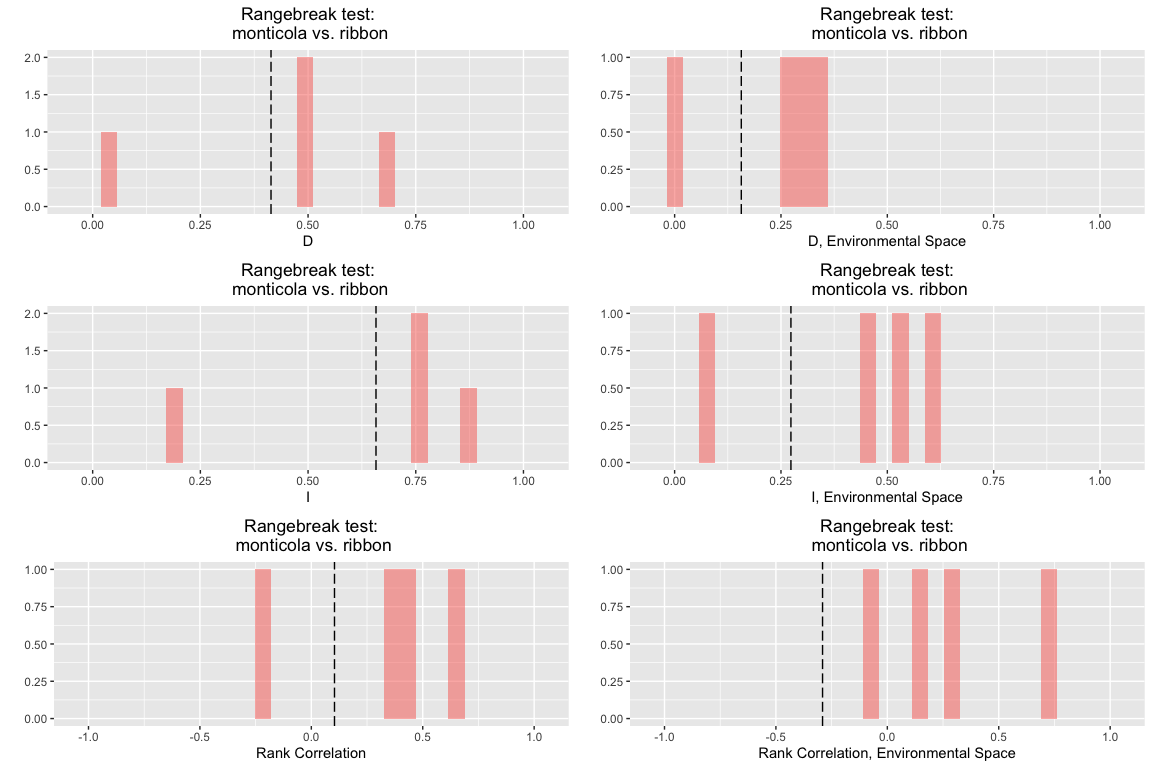 Rangebreak test:
monticola vs. ribbon
2.0
1.5
1.0
0.5
0.0
0.00 0.25 0.50 0.75 1.00
D
Rangebreak test:
monticola vs. ribbon
1.00
0.75
0.50
0.25
0.00
0.00 0.25 0.50 0.75 1.00
D, Environmental Space
Rangebreak test:
monticola vs. ribbon
2.0
1.5
1.0
0.5
0.0
0.00 0.25 0.50 0.75 1.00
I
Rangebreak test:
monticola vs. ribbon
1.00
0.75
0.50
0.25
0.00
0.00 0.25 0.50 0.75 1.00
I, Environmental Space
Rangebreak test:
monticola vs. ribbon
1.00
0.75
0.50
0.25
0.00
-1.0 -0.5 0.0 0.5 1.0
Rank Correlation
Rangebreak test:
monticola vs. ribbon
1.00
0.75
0.50
0.25
0.00
-1.0 -0.5 0.0 0.5 1.0
Rank Correlation, Environmental Space